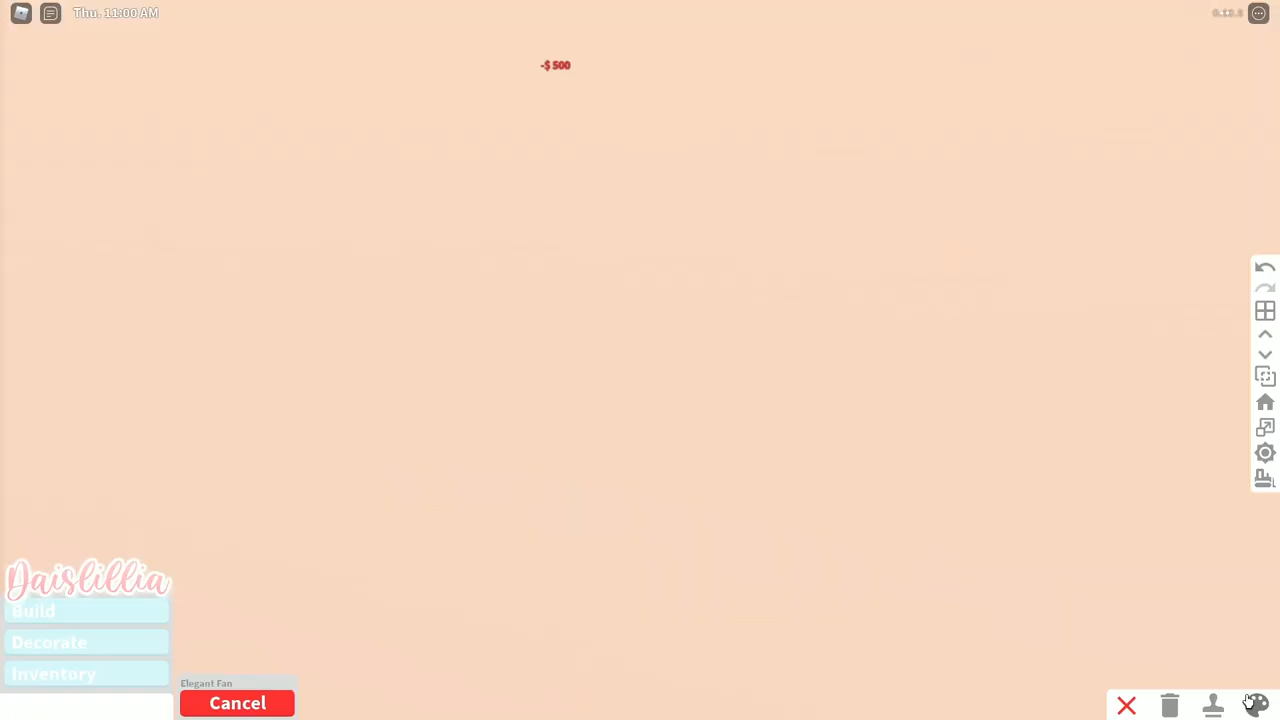 Thu. 11:00 AM
-$ 500
Daislillia
Build
Decorate
Inventory
Elegant Fan
Cancel